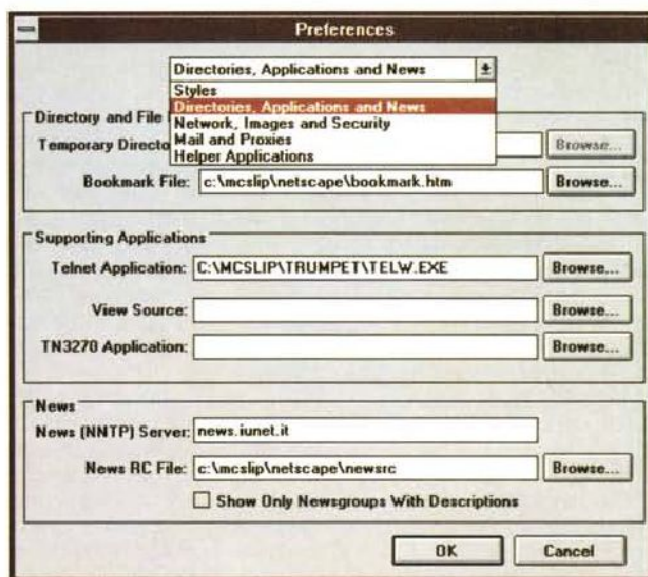 Preferences
Directories, Applications and News
Styles
Directories, Applications and News
Network, Images and Security
Mail and Proxies
Helper Applications
Directory and File
Temporary Directo
Browse...
Bookmark File: c:\mcslip\netscape\bookmark.htm Browse...
Supporting Applications
Telnet Application: C:\MCSLIP\TRUMPET\TELW.EXE Browse...
View Source: Browse...
TN3270 Application: Browse...
News
News (NNTP) Server: news.iunet.it
News RC File: c:\mcslip\netscape\newsrc Browse...
Show Only Newsgroups With Descriptions
OK Cancel